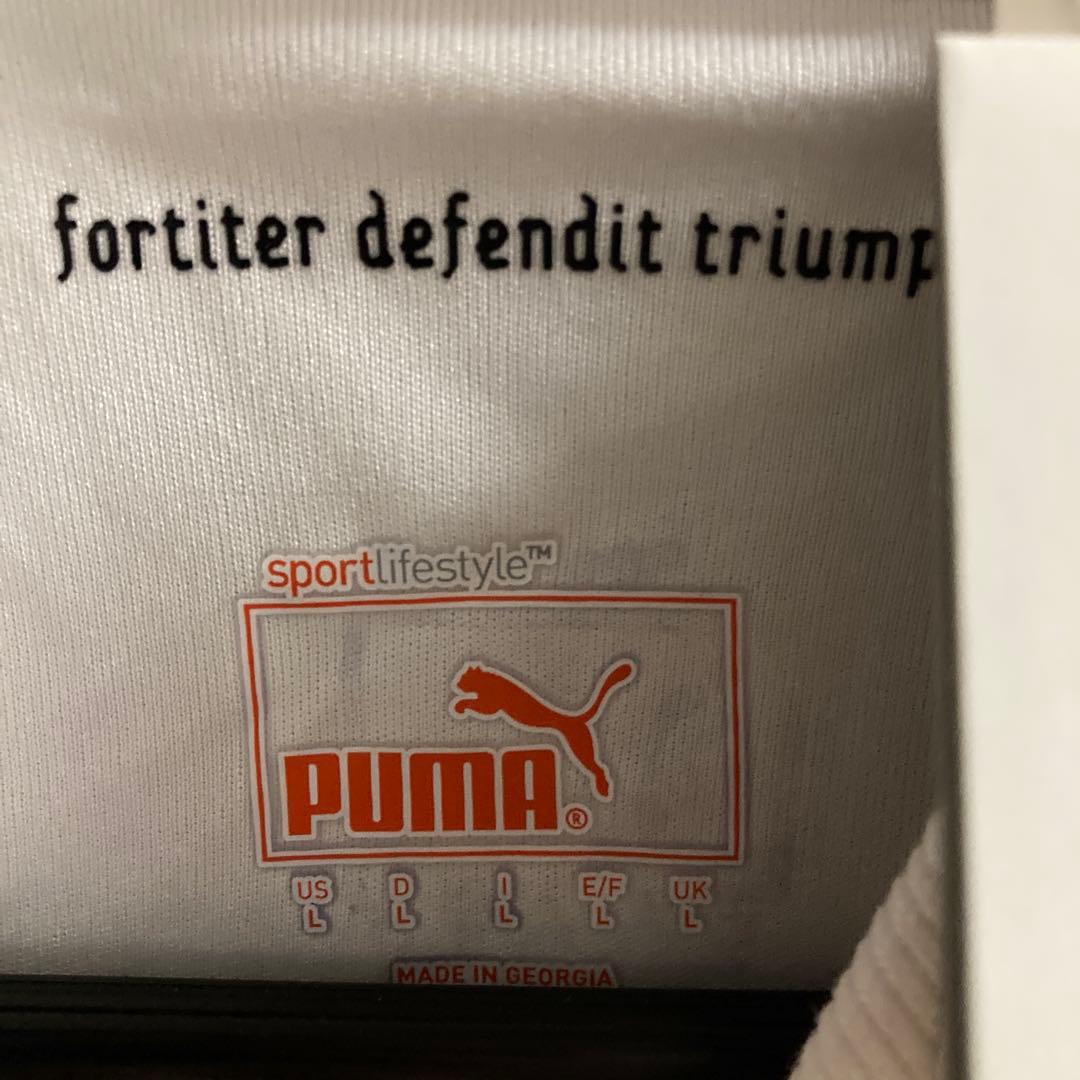 fortiter defendit triump
sportlifestyle™
PUMA®
US D I E/F UK
L L L L L
MADE IN GEORGIA